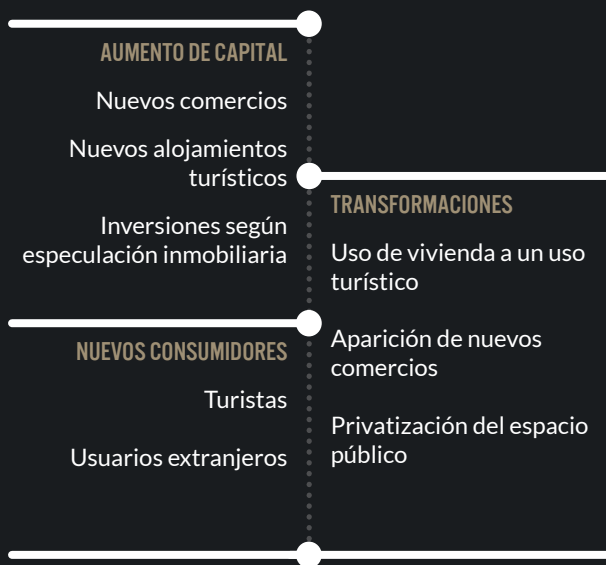 AUMENTO DE CAPITAL
Nuevos comercios
Nuevos alojamientos
turísticos
Inversiones según
especulación inmobiliaria
TRANSFORMACIONES
Uso de vivienda a un uso
turístico
Aparición de nuevos
comercios
Privatización del espacio
público
NUEVOS CONSUMIDORES
Turistas
Usuarios extranjeros